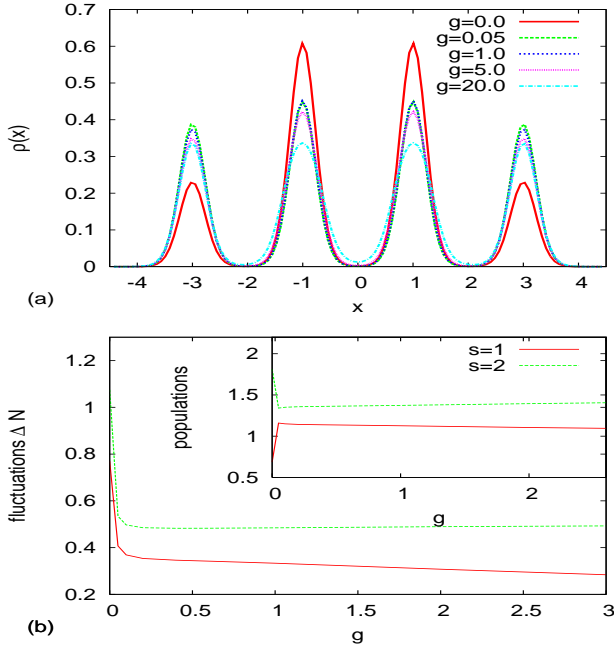 0.7
0.6
0.5
0.4
0.3
0.2
0.1
0
ρ(x)
g=0.0
g=0.05
g=1.0
g=5.0
g=20.0
-4 -3 -2 -1 0 1 2 3 4
x
(a)
1.2
1
0.8
0.6
0.4
0.2
fluctuations Δ N
2
1.5
1
0.5
populations
s=1
s=2
0 1 2
g
0 0.5 1 1.5 2 2.5 3
g
(b)